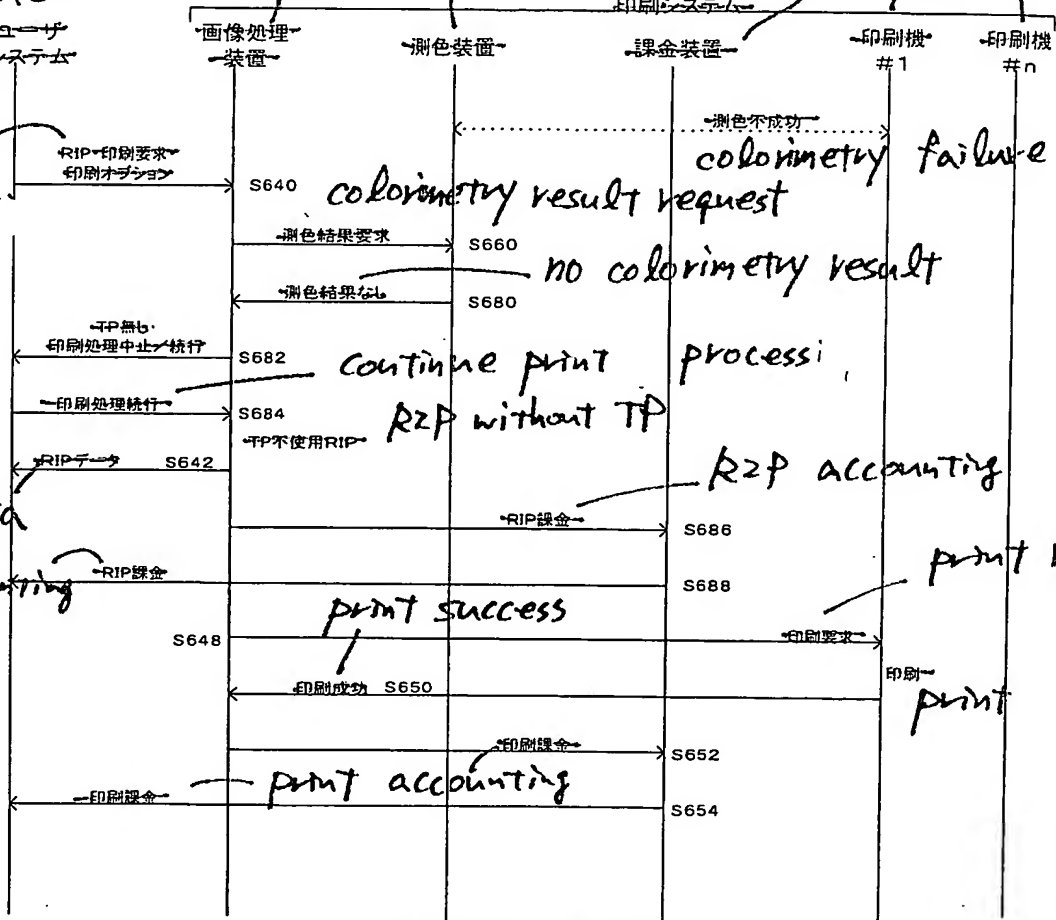 印刷システム
ユーザ
システム
画像処理
装置
測色装置
課金装置
印刷機
#1
印刷機
#n
測色不成功
colorimetry failure
RIP・印刷要求
印刷オプション
S640
colorimetry result request
測色結果要求
S660
no colorimetry result
測色結果なし
S680
TP無し
印刷処理中止/続行
S682
continue print
印刷処理続行
S684
TP不使用RIP
RIP without TP
RIPデータ
S642
RIP accounting
RIP課金
S686
RIP課金
S688
print
print success
S648
印刷要求
印刷
print
印刷成功
S650
印刷課金
S652
print accounting
印刷課金
S654